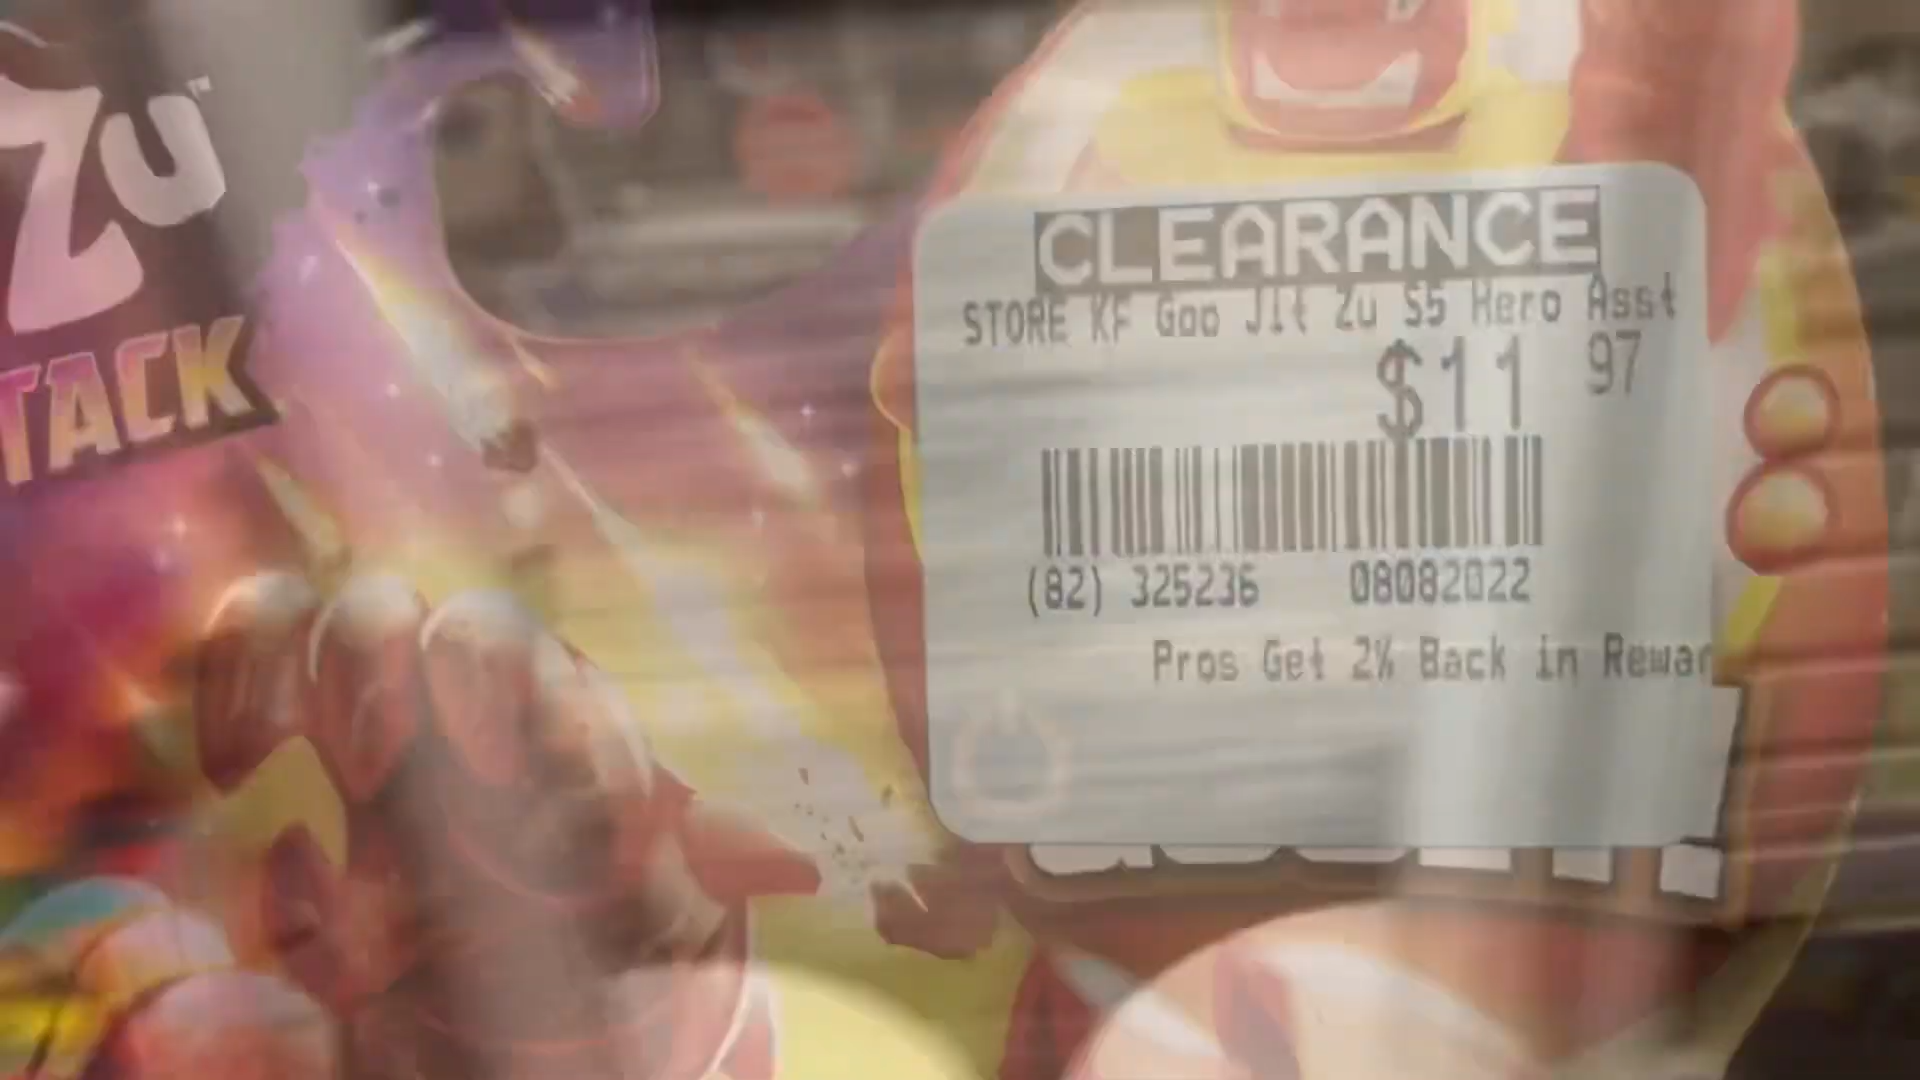 Zu™
TACK
CLEARANCE
STORE KF Goo Jit Zu S5 Hero Asst
$11 97
(82) 325236 08082022
Pros Get 2% Back in Rewar